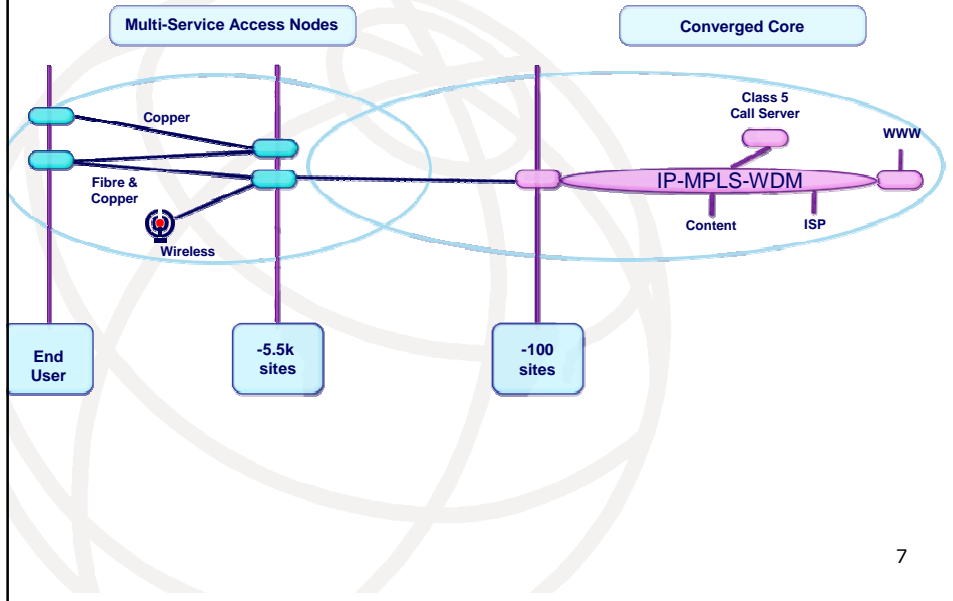 Multi-Service Access Nodes
Converged Core
Copper
Class 5
Call Server
WWW
Fibre &
Copper
IP-MPLS-WDM
Wireless
Content
ISP
End
User
-5.5k
sites
-100
sites
7